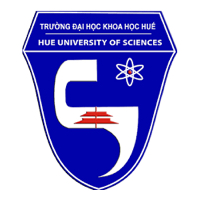 TRƯỜNG ĐẠI HỌC KHOA HỌC HUẾ
HUE UNIVERSITY OF SCIENCES